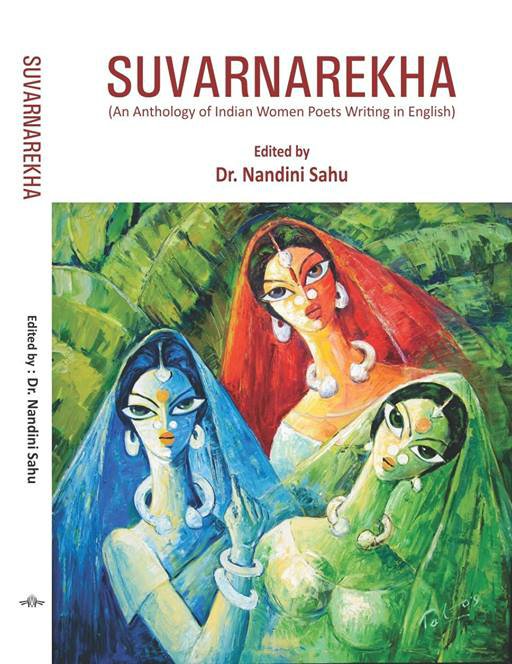 SUVARNAREKHA
(An Anthology of Indian Women Poets Writing in English)
Edited by
Dr. Nandini Sahu
SUVARNAREKHA
Edited by : Dr. Nandini Sahu